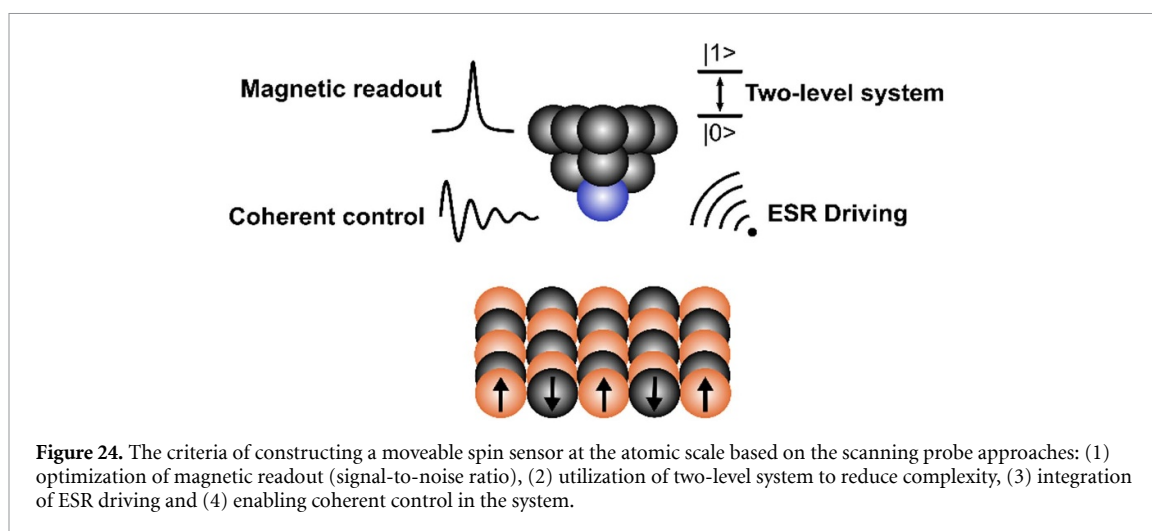 Magnetic readout
|1>
Two-level system
|0>
Coherent control
ESR Driving
Figure 24. The criteria of constructing a moveable spin sensor at the atomic scale based on the scanning probe approaches: (1)
optimization of magnetic readout (signal-to-noise ratio), (2) utilization of two-level system to reduce complexity, (3) integration
of ESR driving and (4) enabling coherent control in the system.